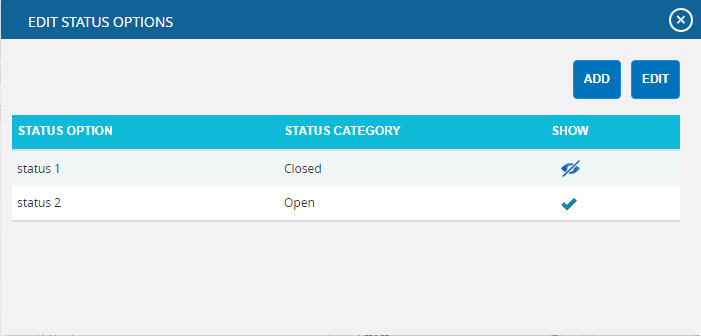 EDIT STATUS OPTIONS
ADD EDIT
STATUS OPTION STATUS CATEGORY SHOW
status 1 Closed
status 2 Open